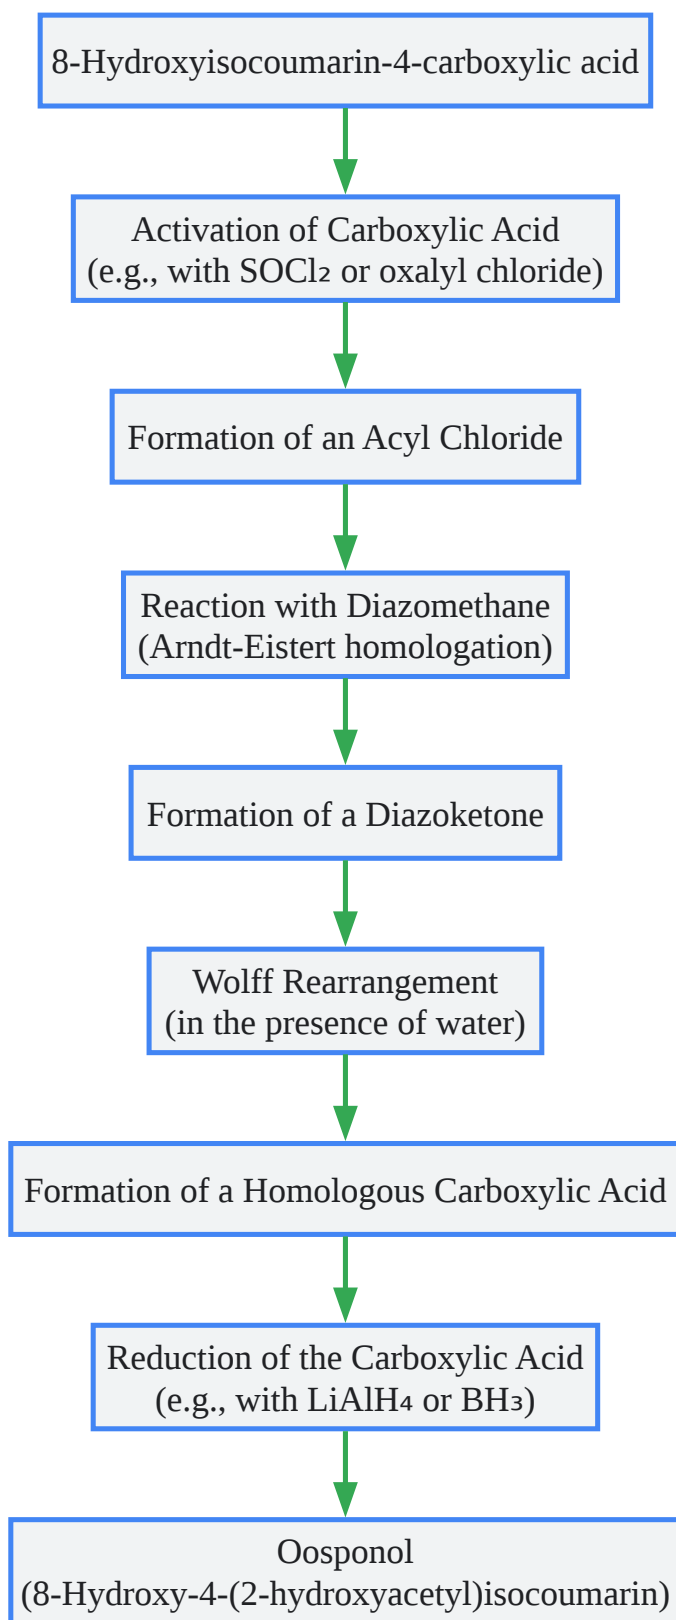 8-Hydroxyisocoumarin-4-carboxylic acid
Activation of Carboxylic Acid
(e.g., with SOCl₂ or oxalyl chloride)
Formation of an Acyl Chloride
Reaction with Diazomethane
(Arndt-Eistert homologation)
Formation of a Diazoketone
Wolff Rearrangement
(in the presence of water)
Formation of a Homologous Carboxylic Acid
Reduction of the Carboxylic Acid
(e.g., with LiAlH₄ or BH₃)
Oosponol
(8-Hydroxy-4-(2-hydroxyacetyl)isocoumarin)